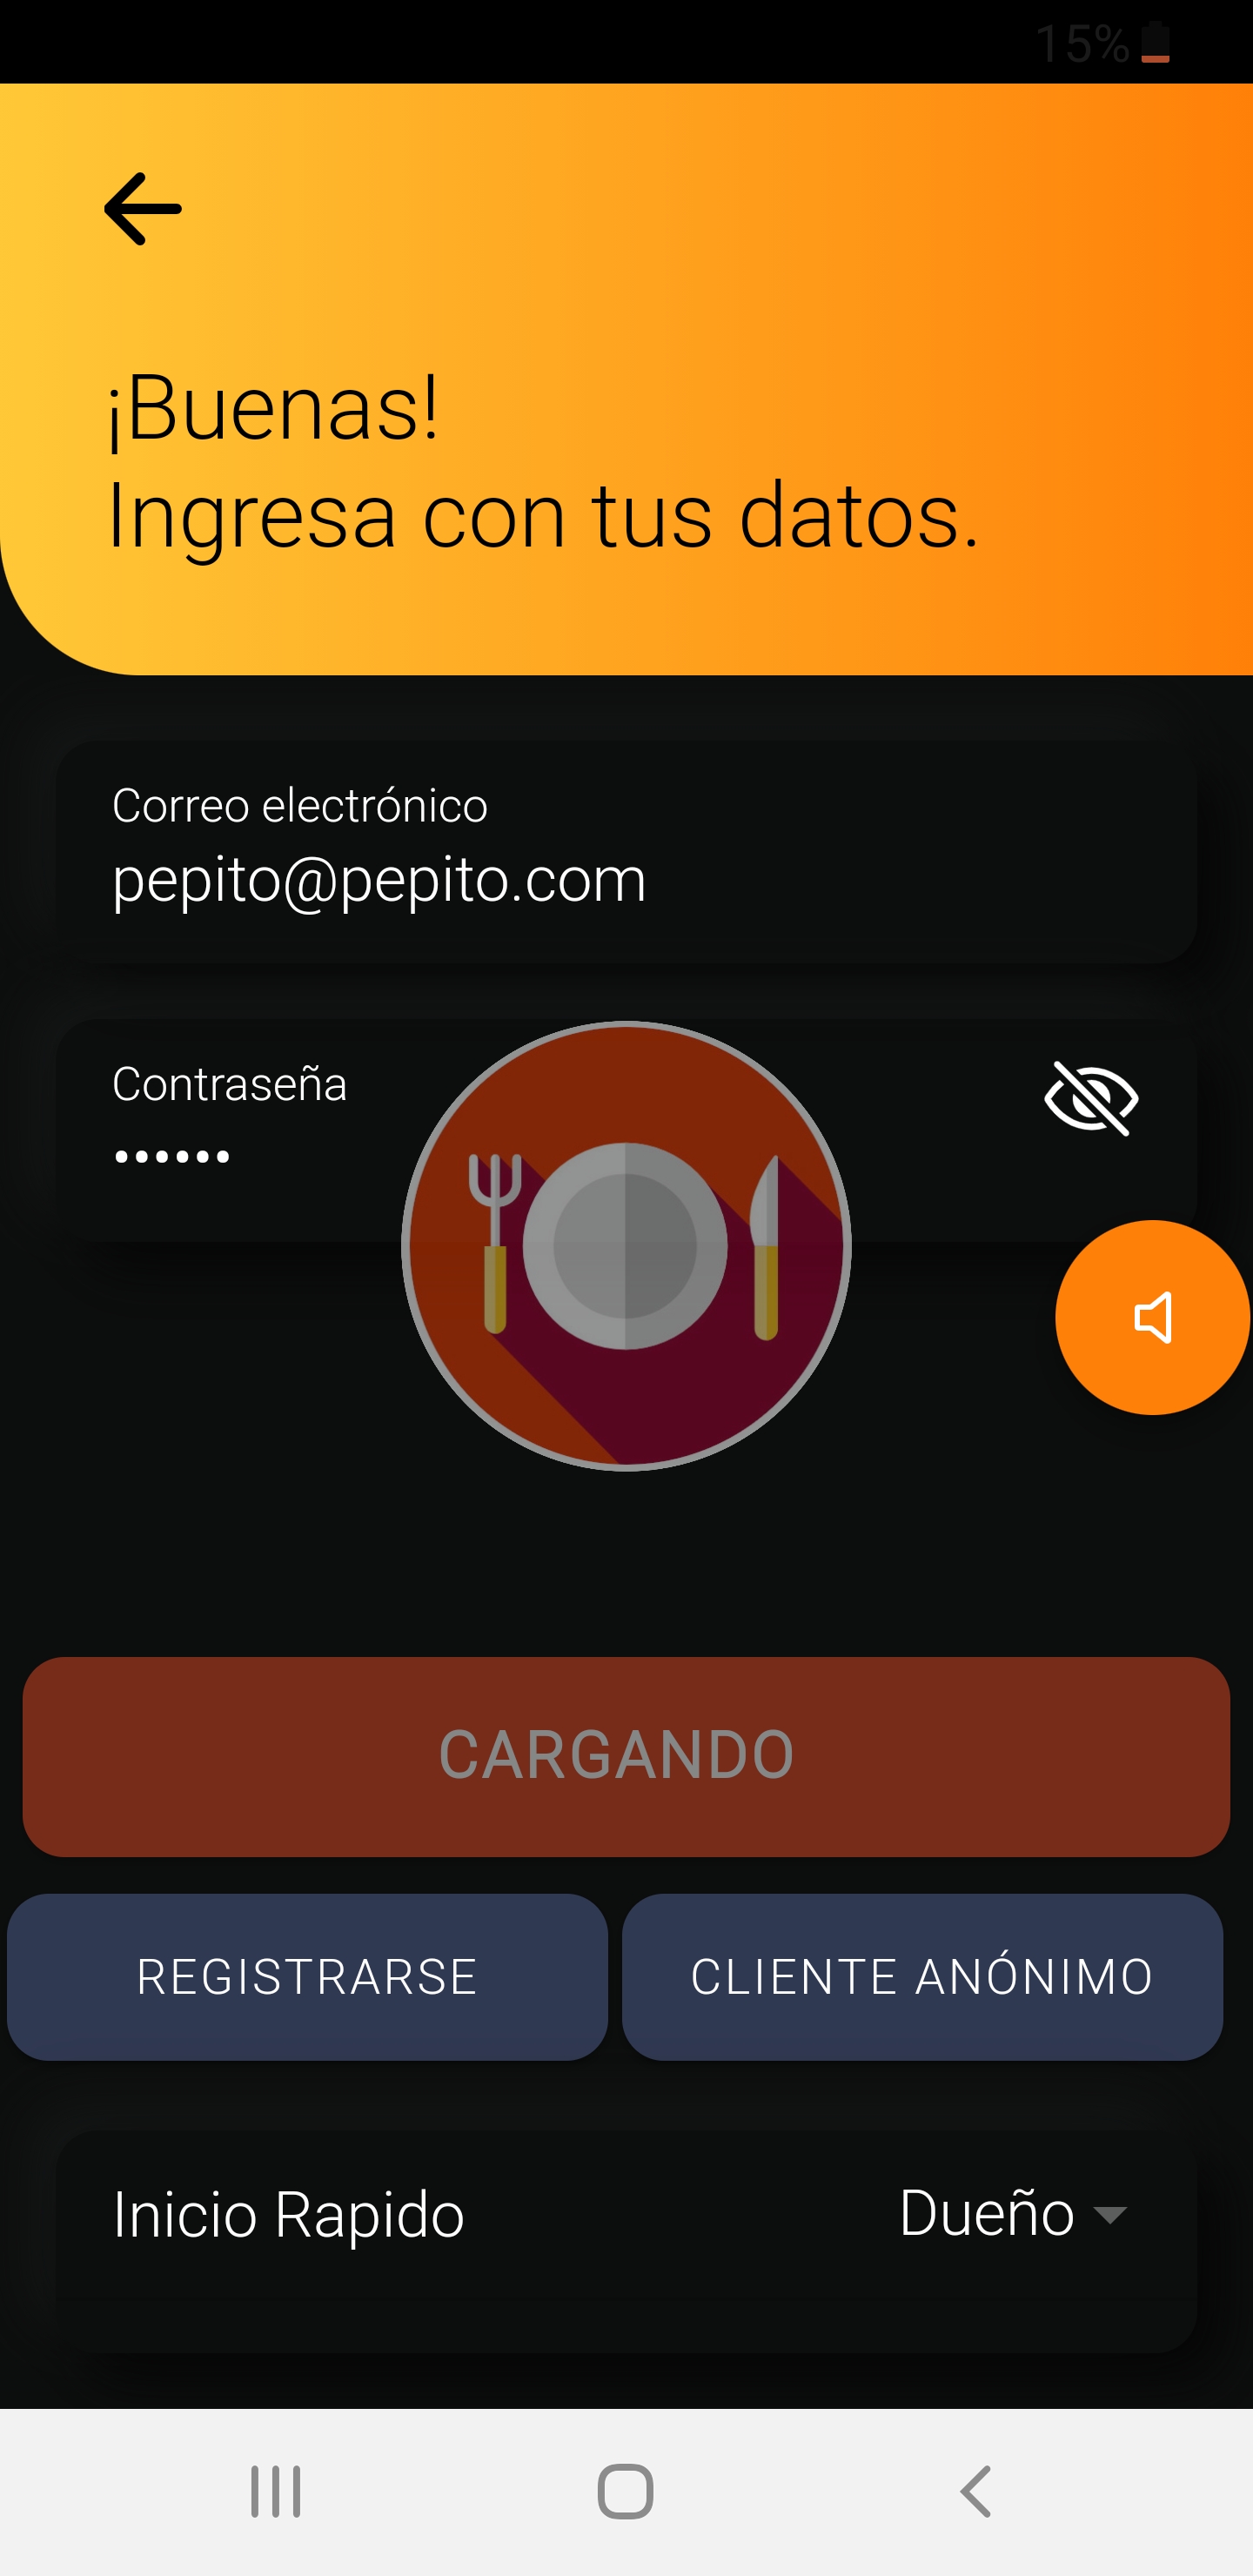 15%
¡Buenas!
Ingresa con tus datos.
Correo electrónico
pepito@pepito.com
Contraseña
••••••
CARGANDO
REGISTRARSE
CLIENTE ANÓNIMO
Inicio Rapido
Dueño